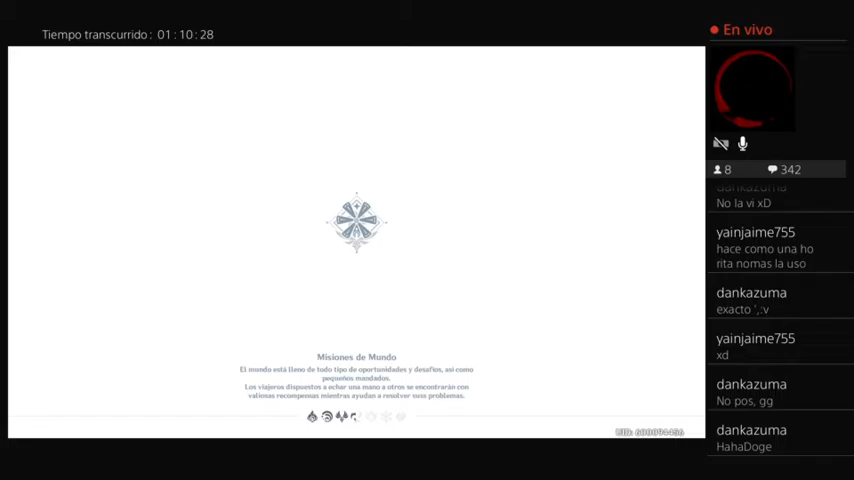 Tiempo transcurrido: 01:10:28
En vivo
8
342
dankazuma
No la vi xD
yainjaime755
hace como una ho
rita nomas la uso
dankazuma
exacto ',:v
yainjaime755
xd
dankazuma
No pos, gg
dankazuma
HahaDoge
Misiones de Mundo
El mundo está lleno de todo tipo de oportunidades y desafíos, así como
pequeños mandados.
Los viajeros dispuestos a echar una mano a otros se encontrarán con
valiosas recompensas mientras ayudan a resolver sus problemas.
UID: 600094456